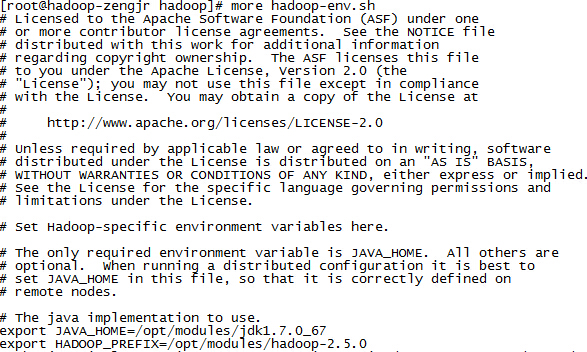 [root@hadoop-zengjr hadoop]# more hadoop-env.sh
# Licensed to the Apache Software Foundation (ASF) under one
# or more contributor license agreements.  See the NOTICE file
# distributed with this work for additional information
# regarding copyright ownership.  The ASF licenses this file
# to you under the Apache License, Version 2.0 (the
# "License"); you may not use this file except in compliance
# with the License.  You may obtain a copy of the License at
#
#     http://www.apache.org/licenses/LICENSE-2.0
#
# Unless required by applicable law or agreed to in writing, software
# distributed under the License is distributed on an "AS IS" BASIS,
# WITHOUT WARRANTIES OR CONDITIONS OF ANY KIND, either express or implied.
# See the License for the specific language governing permissions and
# limitations under the License.

# Set Hadoop-specific environment variables here.

# The only required environment variable is JAVA_HOME.  All others are
# optional.  When running a distributed configuration it is best to
# set JAVA_HOME in this file, so that it is correctly defined on
# remote nodes.

# The java implementation to use.
export JAVA_HOME=/opt/modules/jdk1.7.0_67
export HADOOP_PREFIX=/opt/modules/hadoop-2.5.0